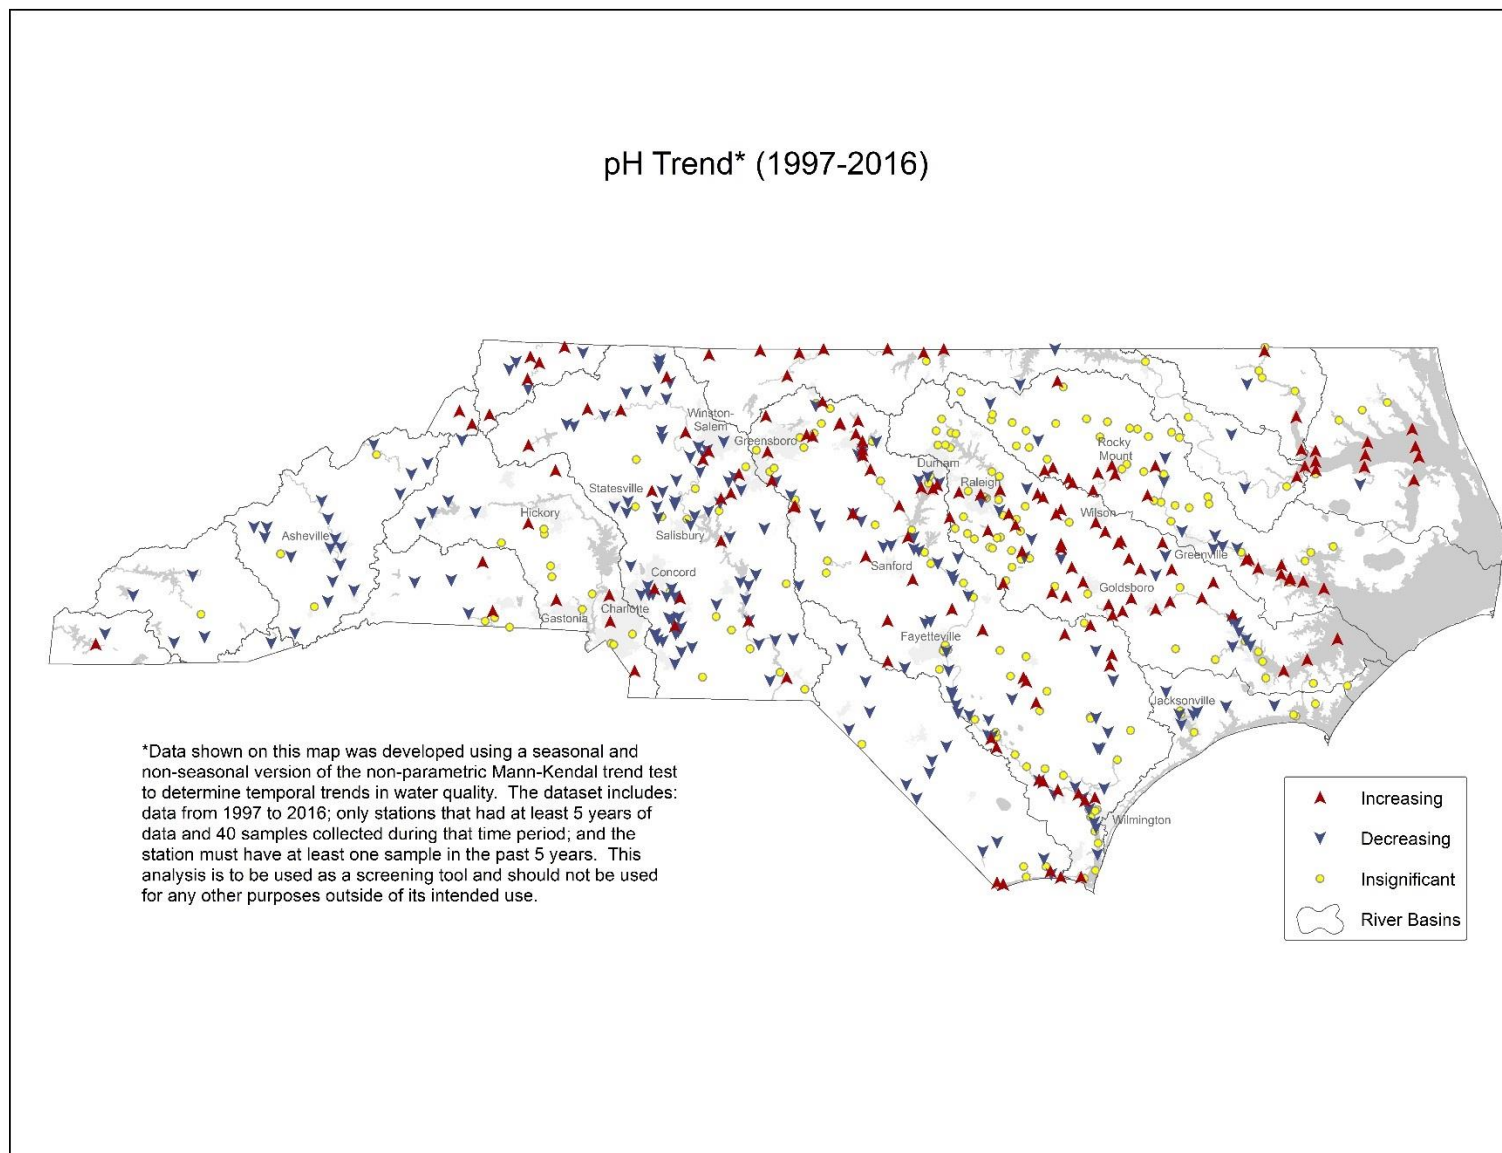 pH Trend* (1997-2016)
Winston-
Salem
Greensboro
Durham
Rocky
Mount
Raleigh
Statesville
Hickory
Wilson
Asheville
Salisbury
Greenville
Sanford
Concord
Goldsboro
Charlotte
Gastonia
Fayetteville
Jacksonville
Wilmington
*Data shown on this map was developed using a seasonal and
non-seasonal version of the non-parametric Mann-Kendal trend test
to determine temporal trends in water quality.  The dataset includes:
data from 1997 to 2016; only stations that had at least 5 years of
data and 40 samples collected during that time period; and the
station must have at least one sample in the past 5 years.  This
analysis is to be used as a screening tool and should not be used
for any other purposes outside of its intended use.
Increasing
Decreasing
Insignificant
River Basins